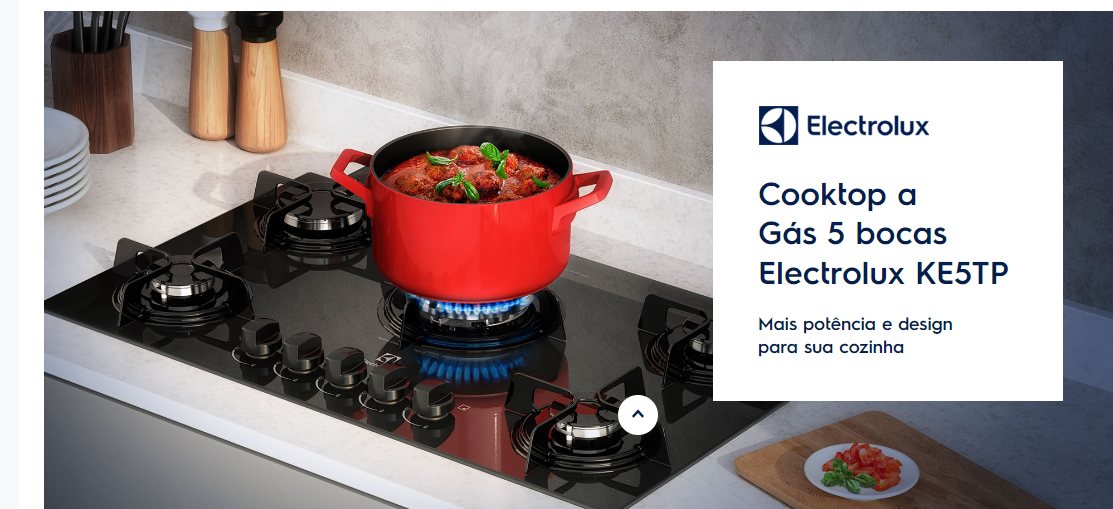 Electrolux
Cooktop a
Gás 5 bocas
Electrolux KE5TP
Mais potência e design
para sua cozinha